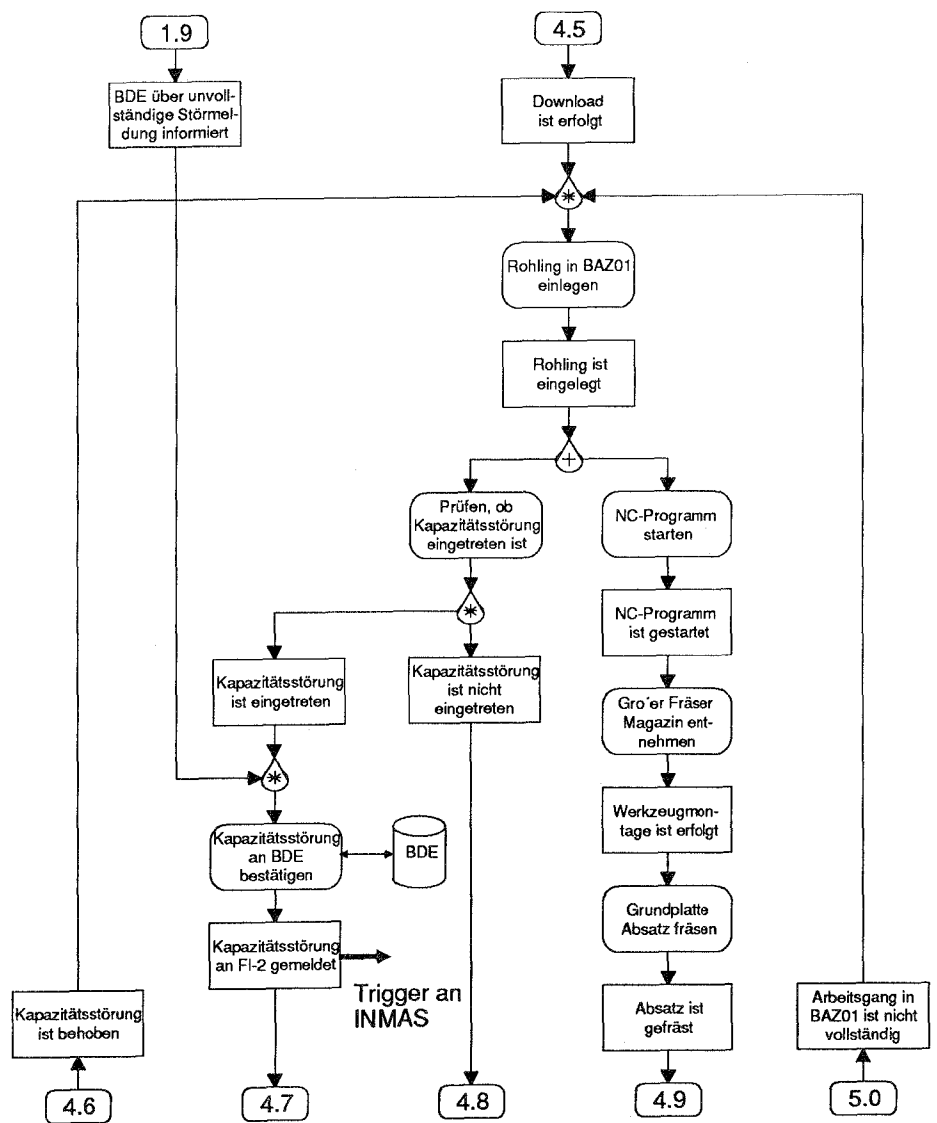 1.9
4.5
BDE über unvoll-
ständige Störmel-
dung informiert
Download
ist erfolgt
*
Rohling in BAZ01
einlegen
Rohling ist
eingelegt
+
Prüfen, ob
Kapazitätsstörung
eingetreten ist
NC-Programm
starten
*
NC-Programm
ist gestartet
Kapazitätsstörung
ist eingetreten
Kapazitätsstörung
ist nicht
eingetreten
Gro´er Fräser
Magazin ent-
nehmen
*
Werkzeugmon-
tage ist erfolgt
Kapazitätsstörung
an BDE
bestätigen
BDE
Grundplatte
Absatz fräsen
Kapazitätsstörung
an FI-2 gemeldet
Trigger an
INMAS
Kapazitätsstörung
ist behoben
Absatz ist
gefräst
Arbeitsgang in
BAZ01 ist nicht
vollständig
4.6
4.7
4.8
4.9
5.0